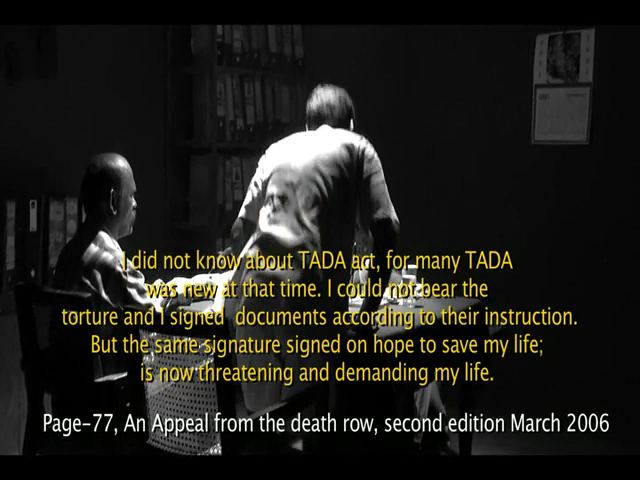 I did not know about TADA act, for many TADA
was new at that time. I could not bear the
torture and I signed documents according to their instruction.
But the same signature signed on hope to save my life;
is now threatening and demanding my life.
Page-77, An Appeal from the death row, second edition March 2006